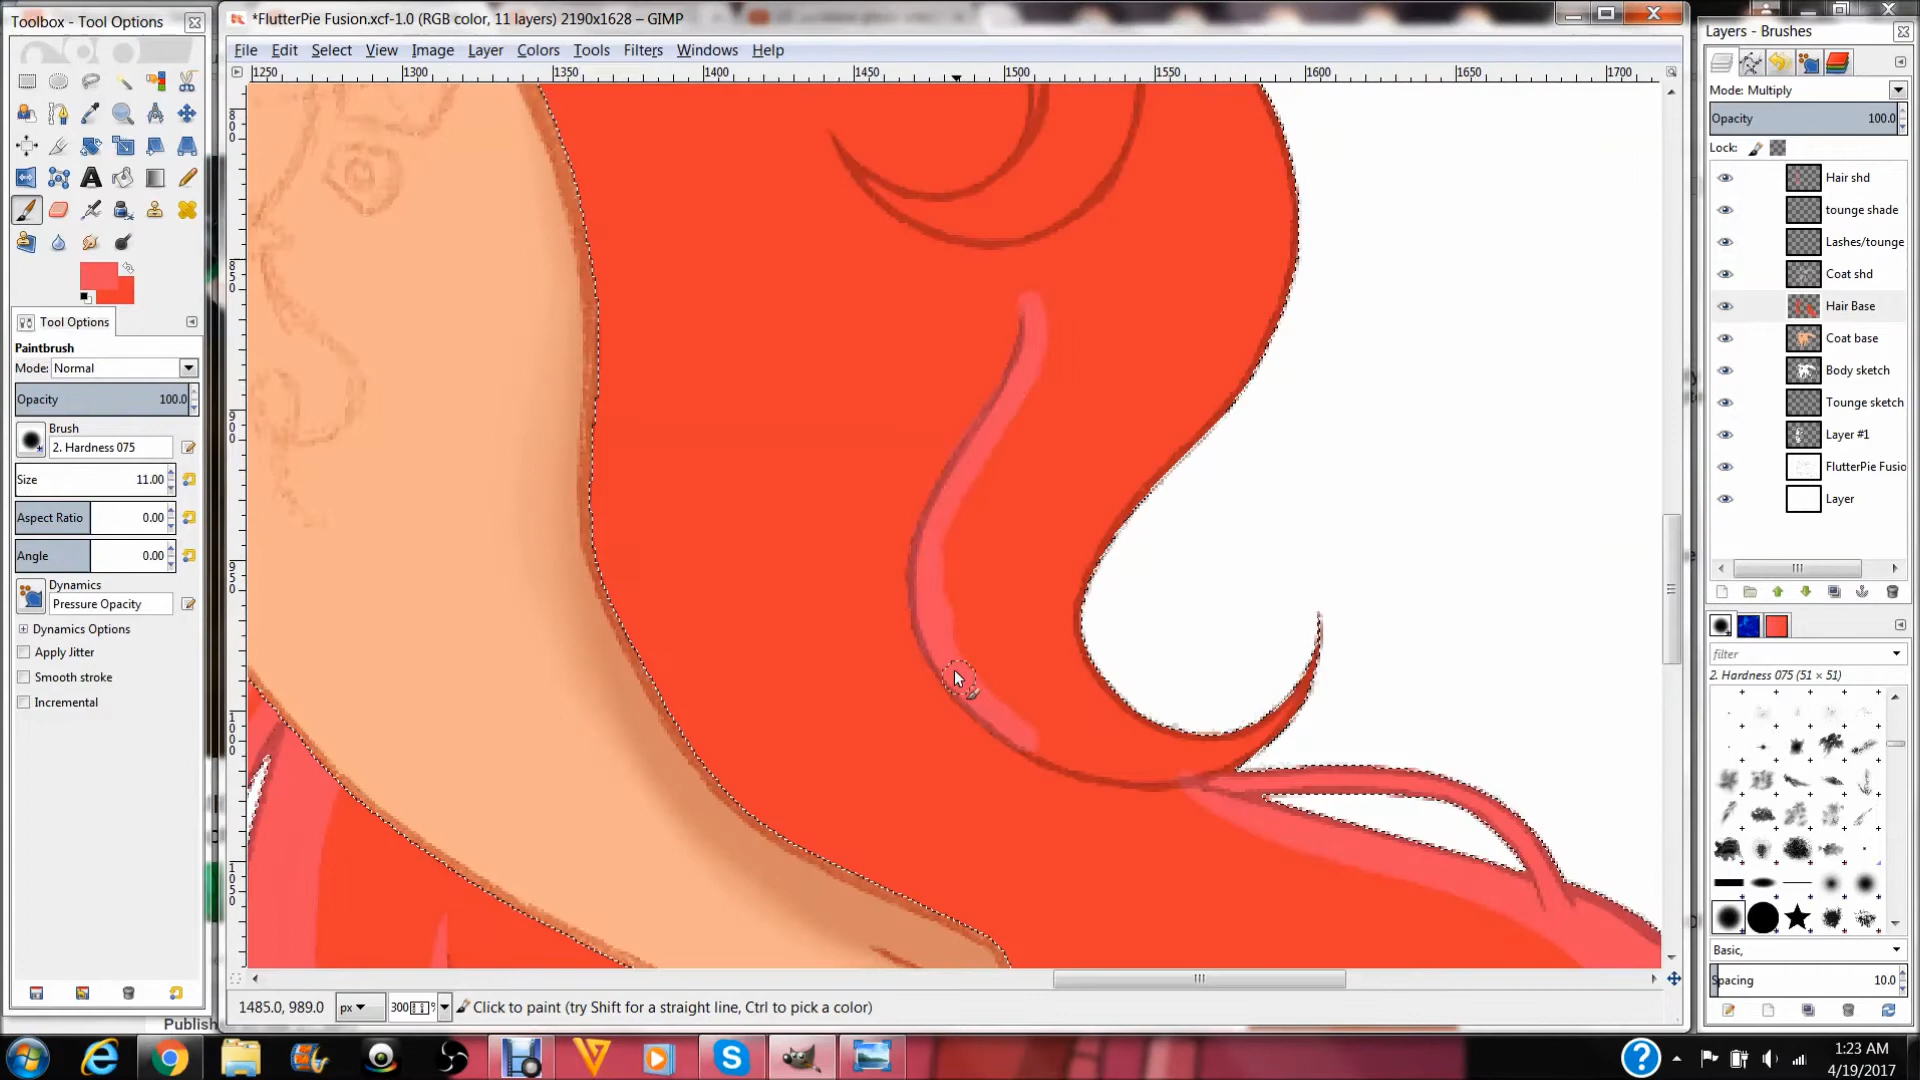 Toolbox - Tool Options
*FlutterPie Fusion.xcf-1.0 (RGB color, 11 layers) 2190x1628 – GIMP
Layers - Brushes
File Edit Select View Image Layer Colors Tools Filters Windows Help
1250 1300 1350 1400 1450 1500 1550 1600 1650 1700
800
850
900
950
1000
1050
Tool Options
Paintbrush
Mode: Normal
Opacity 100.0
Brush
2. Hardness 075
Size 11.00
Aspect Ratio 0.00
Angle 0.00
Dynamics
Pressure Opacity
Dynamics Options
Apply Jitter
Smooth stroke
Incremental
Mode: Multiply
Opacity 100.0
Lock:
Hair shd
tounge shade
Lashes/tounge
Coat shd
Hair Base
Coat base
Body sketch
Tounge sketch
Layer #1
FlutterPie Fusio
Layer
filter
2. Hardness 075 (51 × 51)
Basic,
Spacing 10.0
1485.0, 989.0 px 300 Click to paint (try Shift for a straight line, Ctrl to pick a color)
Publish
1:23 AM
4/19/2017